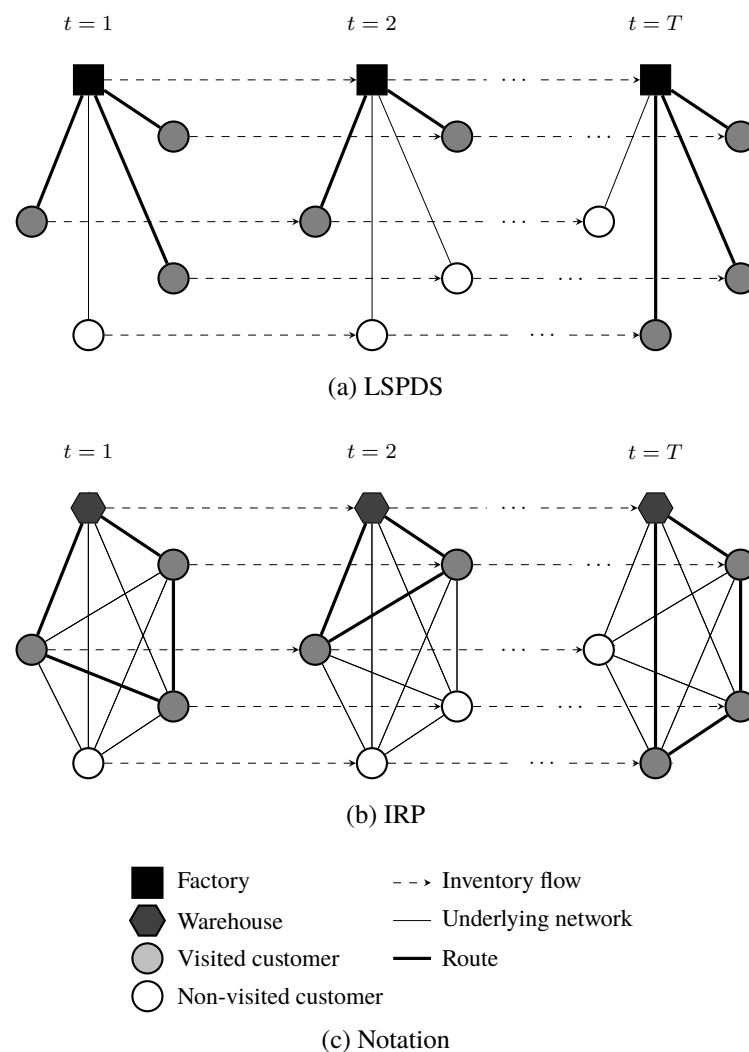 t = 1 t = 2 t = T
···
···
···
···
(a) LSPDS
t = 1 t = 2 t = T
···
···
···
···
···
(b) IRP
Factory Inventory flow
Warehouse Underlying network
Visited customer Route
Non-visited customer
(c) Notation